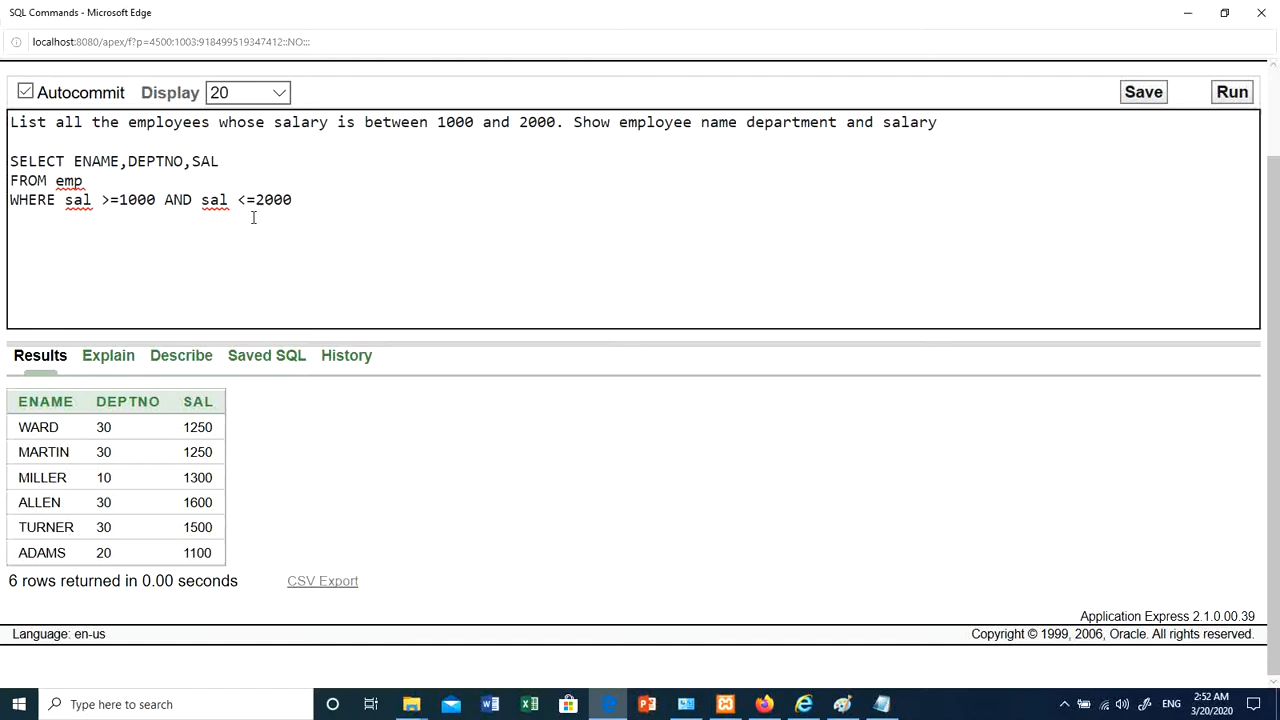 SQL Commands - Microsoft Edge
localhost:8080/apex/f?p=4500:1003:918499519347412::NO:::
Autocommit Display 20 Save Run
List all the employees whose salary is between 1000 and 2000. Show employee name department and salary
SELECT ENAME,DEPTNO,SAL
FROM emp
WHERE sal >=1000 AND sal <=2000
Results Explain Describe Saved SQL History
ENAME DEPTNO SAL
WARD 30 1250
MARTIN 30 1250
MILLER 10 1300
ALLEN 30 1600
TURNER 30 1500
ADAMS 20 1100
6 rows returned in 0.00 seconds CSV Export
Application Express 2.1.0.00.39
Language: en-us Copyright © 1999, 2006, Oracle. All rights reserved.
Type here to search ENG 2:52 AM
3/20/2020